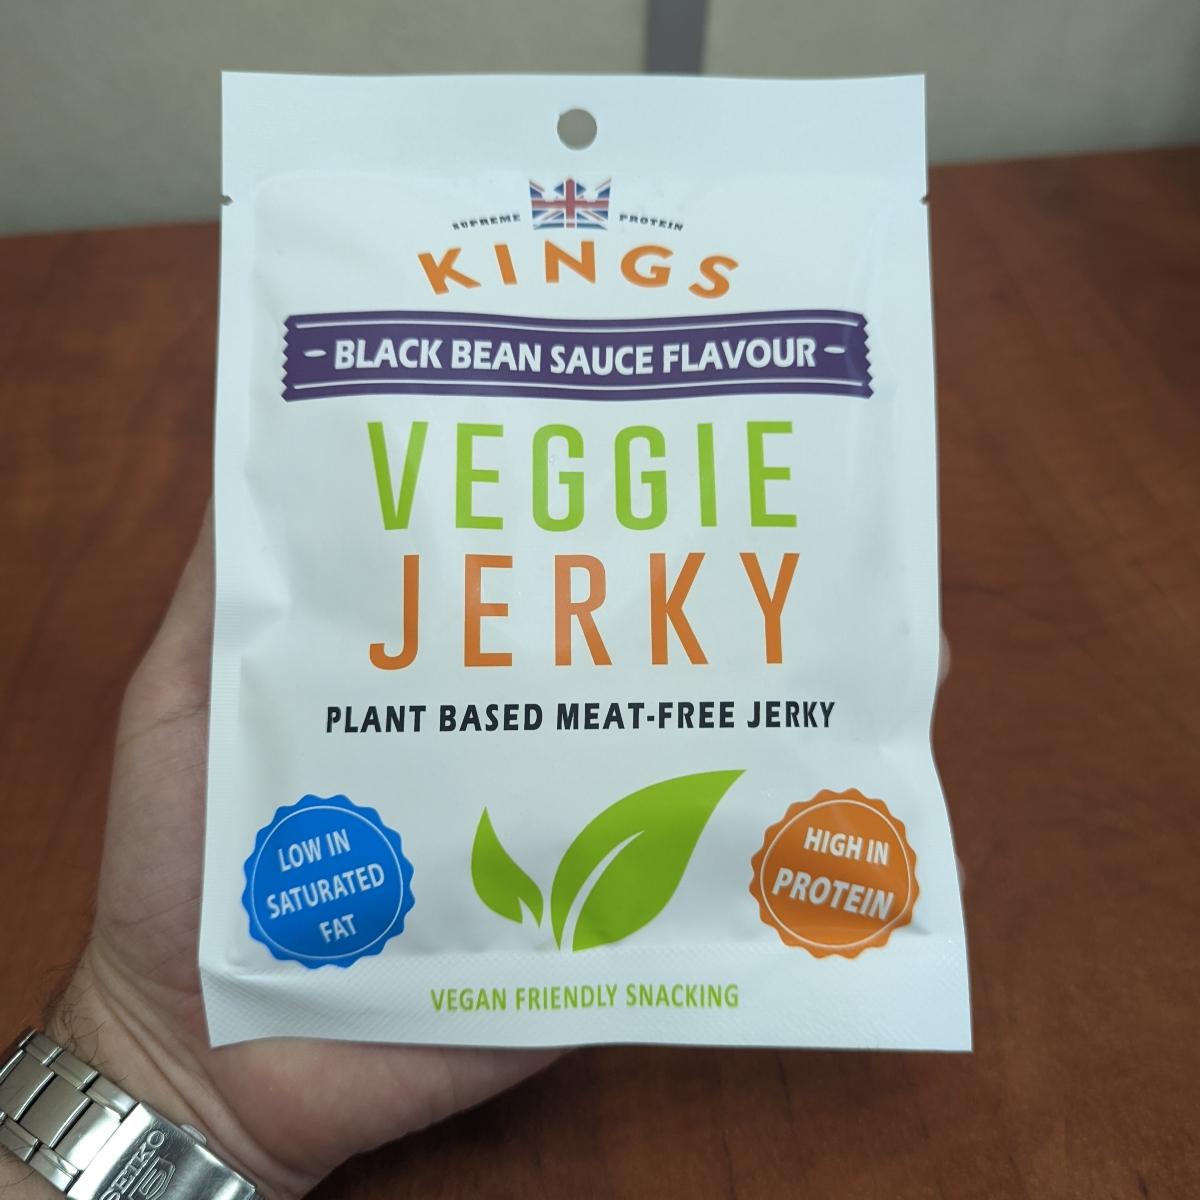 SUPREME PROTEIN
KINGS
- BLACK BEAN SAUCE FLAVOUR -
VEGGIE
JERKY
PLANT BASED MEAT-FREE JERKY
LOW IN
SATURATED
FAT
HIGH IN
PROTEIN
VEGAN FRIENDLY SNACKING
SEIKO
5